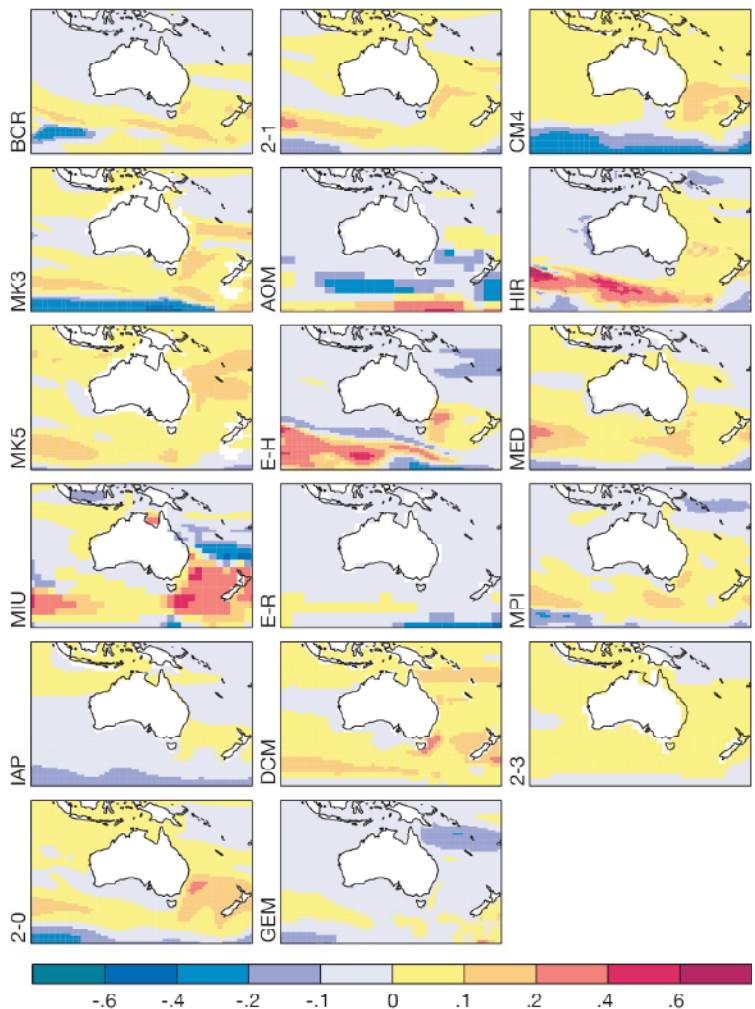 BCR
2-1
CM4
MK3
AOM
HIR
MK5
E-H
MED
MIU
E-R
MPI
IAP
DCM
2-3
2-0
GEM
-.6 -.4 -.2 -.1 0 .1 .2 .4 .6